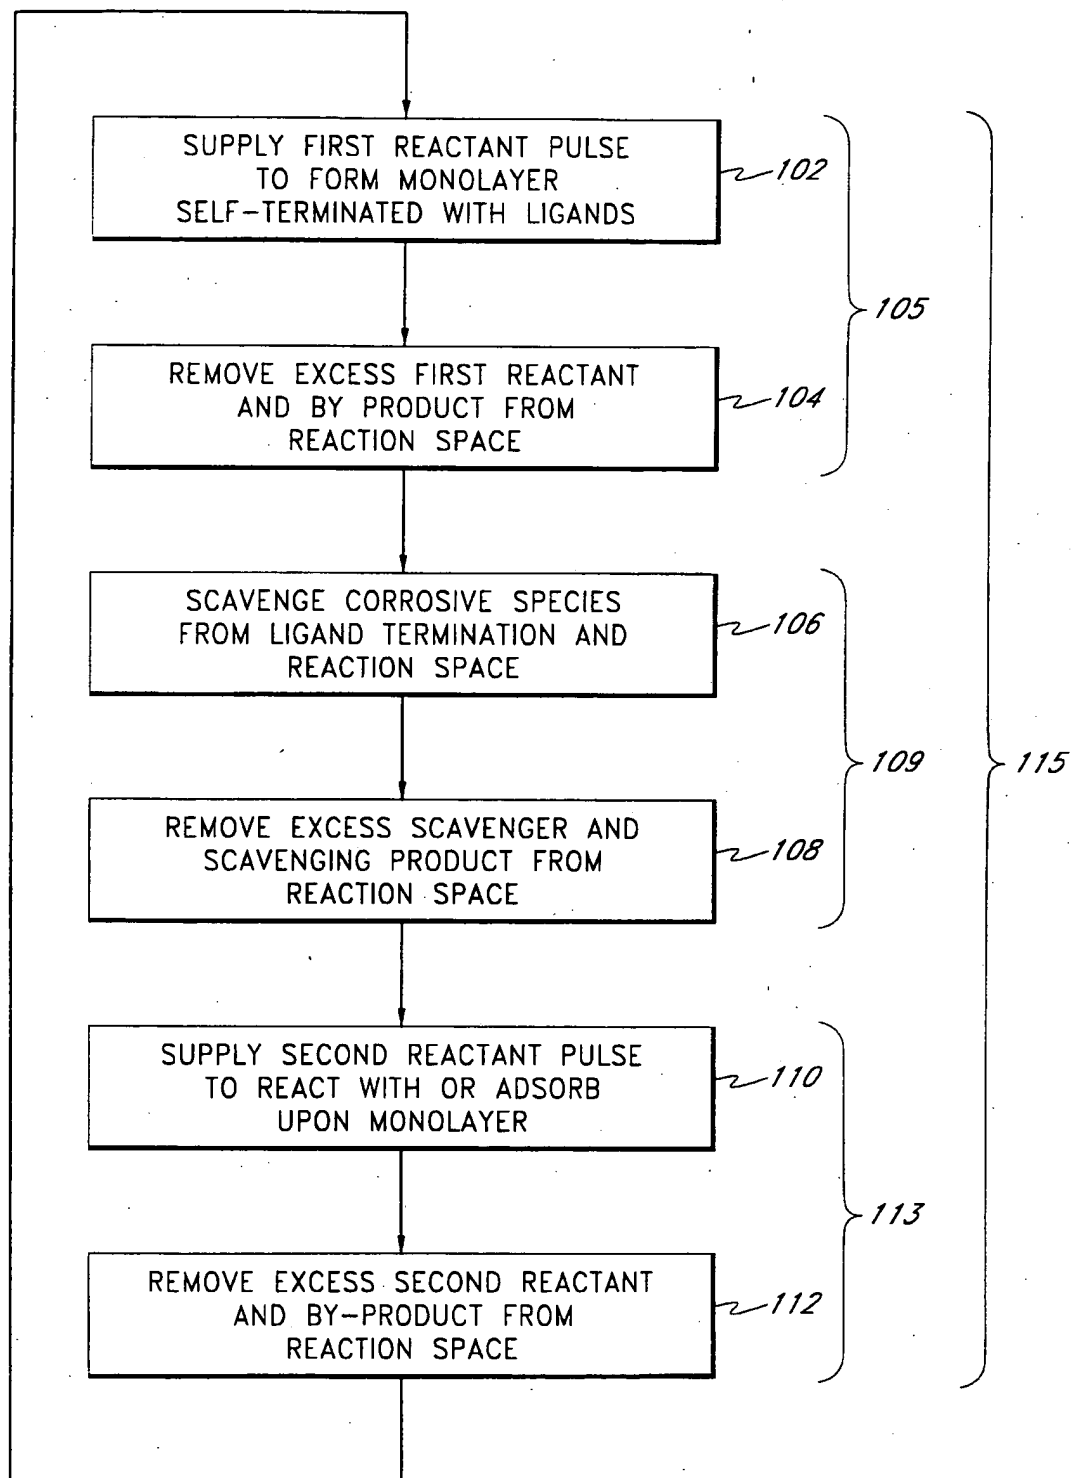 SUPPLY FIRST REACTANT PULSE
TO FORM MONOLAYER
SELF-TERMINATED WITH LIGANDS
102
105
REMOVE EXCESS FIRST REACTANT
AND BY PRODUCT FROM
REACTION SPACE
104
SCAVENGE CORROSIVE SPECIES
FROM LIGAND TERMINATION AND
REACTION SPACE
106
109
115
REMOVE EXCESS SCAVENGER AND
SCAVENGING PRODUCT FROM
REACTION SPACE
108
SUPPLY SECOND REACTANT PULSE
TO REACT WITH OR ADSORB
UPON MONOLAYER
110
113
REMOVE EXCESS SECOND REACTANT
AND BY-PRODUCT FROM
REACTION SPACE
112